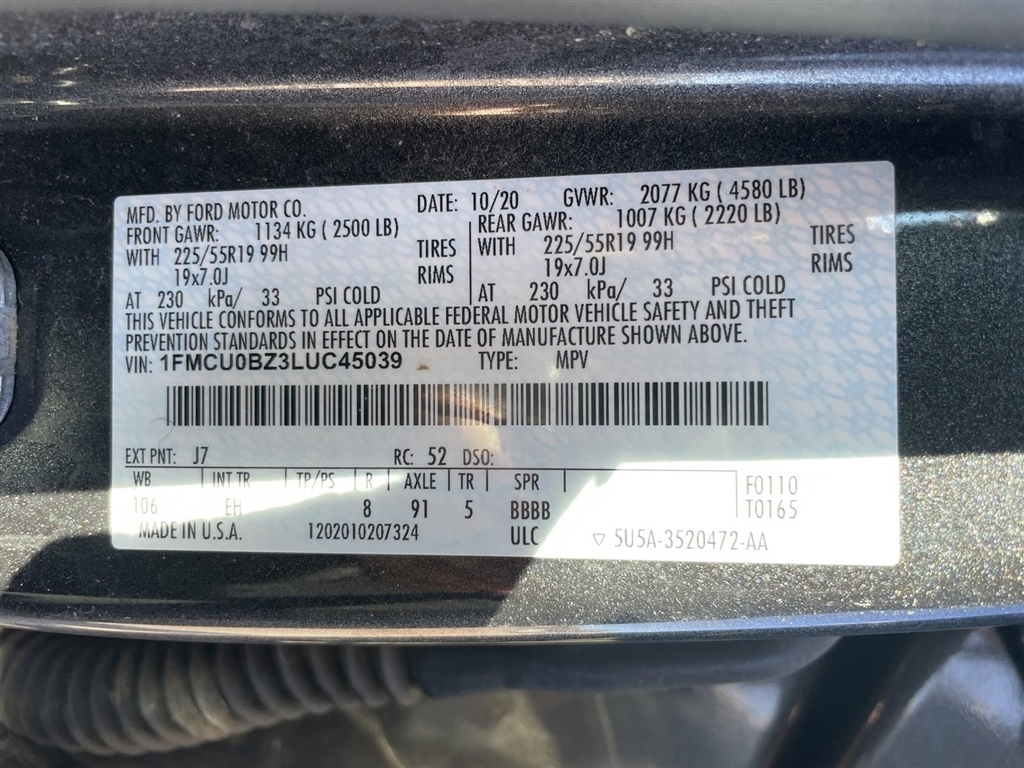 MFD. BY FORD MOTOR CO. DATE: 10/20 GVWR: 2077 KG ( 4580 LB)
FRONT GAWR: 1134 KG ( 2500 LB) REAR GAWR: 1007 KG ( 2220 LB)
WITH 225/55R19 99H TIRES WITH 225/55R19 99H TIRES
19x7.0J RIMS 19x7.0J RIMS
AT 230 kPa/ 33 PSI COLD AT 230 kPa/ 33 PSI COLD
THIS VEHICLE CONFORMS TO ALL APPLICABLE FEDERAL MOTOR VEHICLE SAFETY AND THEFT
PREVENTION STANDARDS IN EFFECT ON THE DATE OF MANUFACTURE SHOWN ABOVE.
VIN: 1FMCU0BZ3LUC45039 TYPE: MPV
EXT PNT: J7 RC: 52 DSO:
WB INT TR TP/PS R AXLE TR SPR F0110
106 EH 8 91 5 BBBB T0165
MADE IN U.S.A. 1202010207324 ULC ▽ 5U5A-3520472-AA